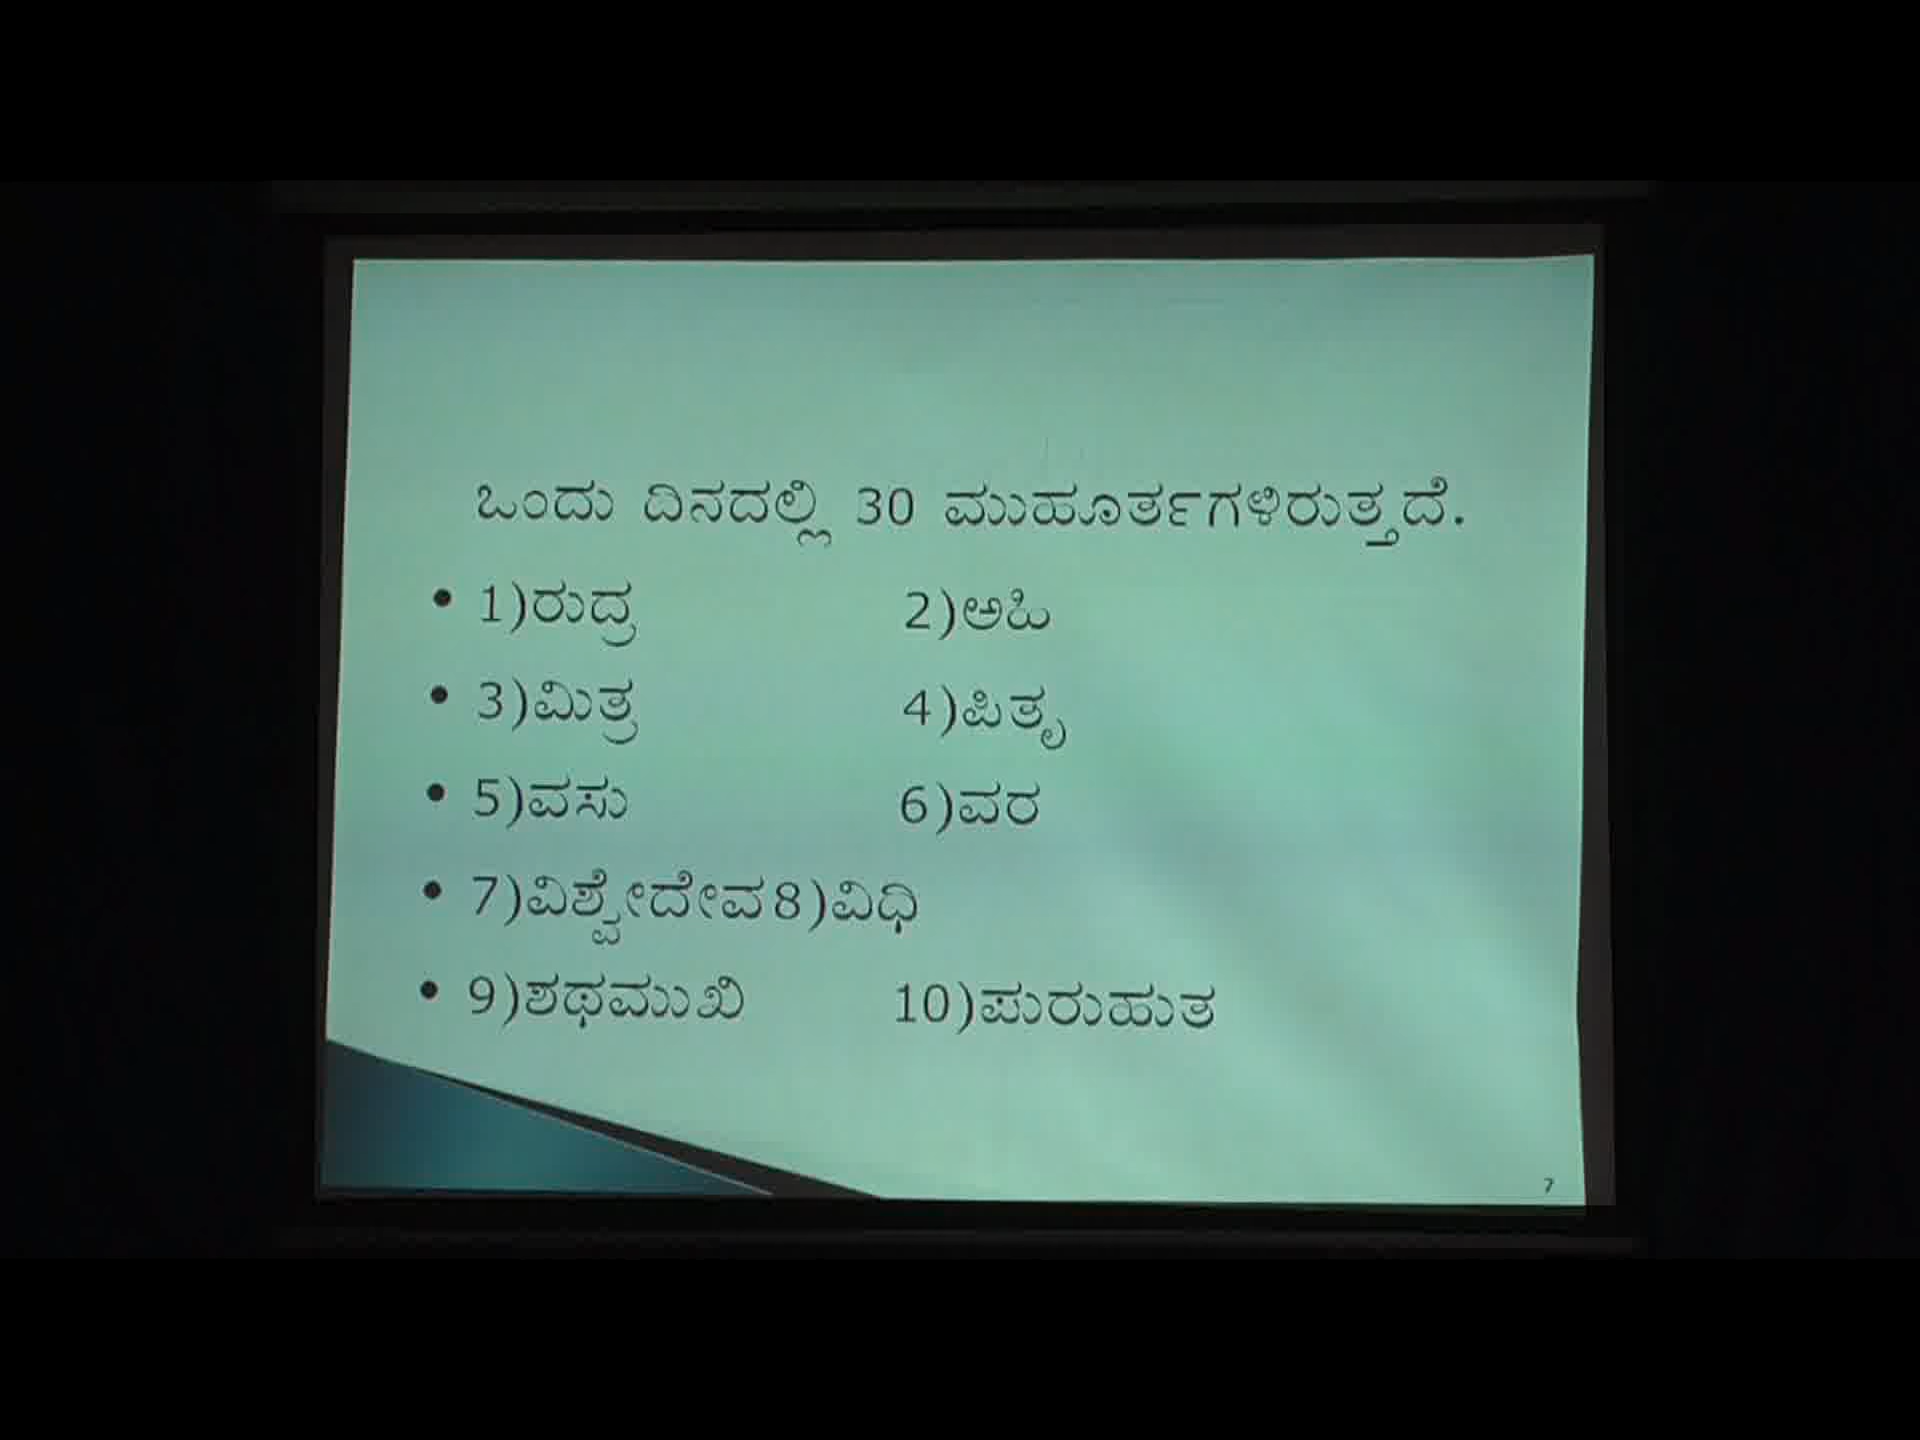 ಒಂದು ದಿನದಲ್ಲಿ 30 ಮುಹೂರ್ತಗಳಿರುತ್ತದೆ.
• 1)ರುದ್ರ 2)ಅಹಿ
• 3)ಮಿತ್ರ 4)ಪಿತೃ
• 5)ವಸು 6)ವರ
• 7)ವಿಶ್ವೇದೇವ8)ವಿಧಿ
• 9)ಶಥಮುಖಿ 10)ಪುರುಹುತ
7